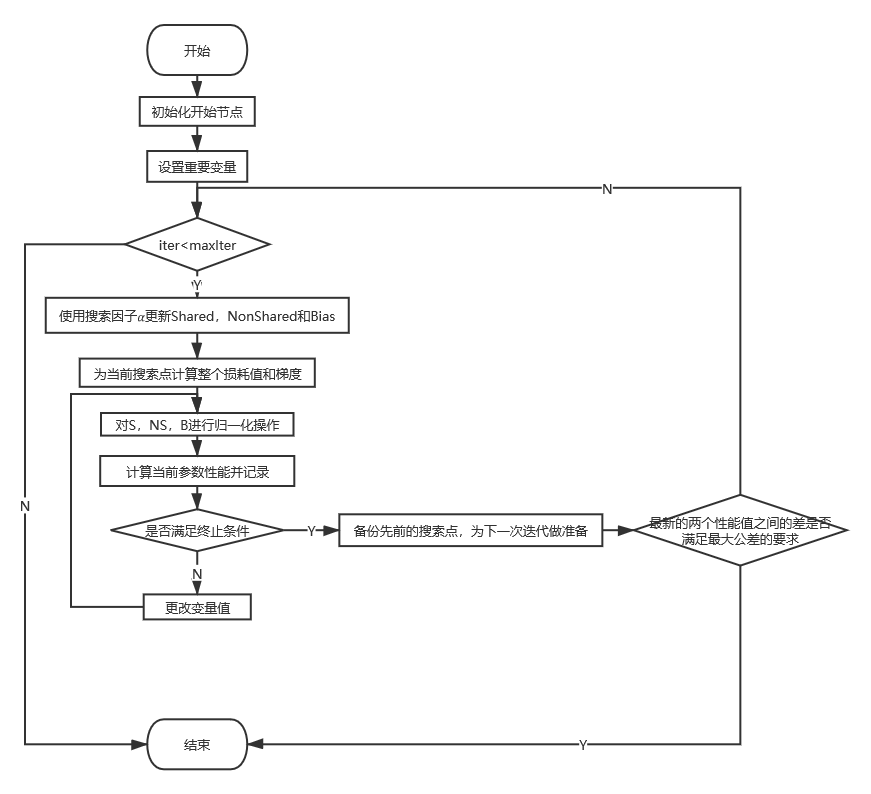 开始
初始化开始节点
设置重要变量
N
iter<maxIter
Y
使用搜索因子α更新Shared，NonShared和Bias
为当前搜索点计算整个损耗值和梯度
对S，NS，B进行归一化操作
计算当前参数性能并记录
N
是否满足终止条件
Y
备份先前的搜索点，为下一次迭代做准备
最新的两个性能值之间的差是否
满足最大公差的要求
N
更改变量值
结束
Y